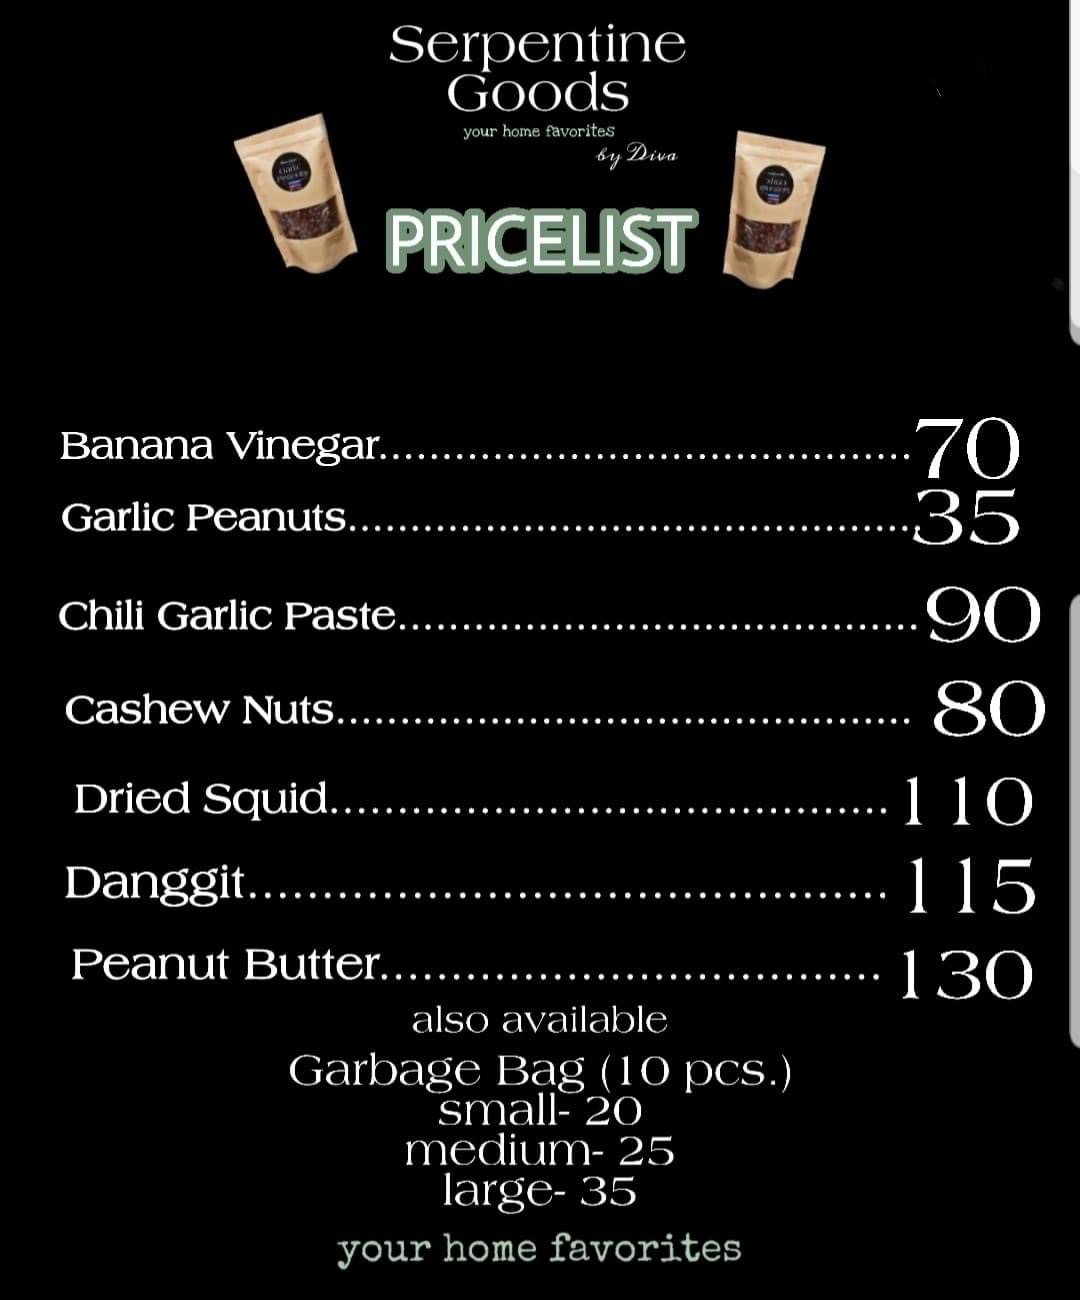 Serpentine
Goods
your home favorites
by Diva
PRICELIST
Banana Vinegar..........................................70
Garlic Peanuts.............................................35
Chili Garlic Paste.........................................90
Cashew Nuts............................................. 80
Dried Squid......................................... 110
Danggit........................................... 115
Peanut Butter................................... 130
also available
Garbage Bag (10 pcs.)
small- 20
medium- 25
large- 35
your home favorites